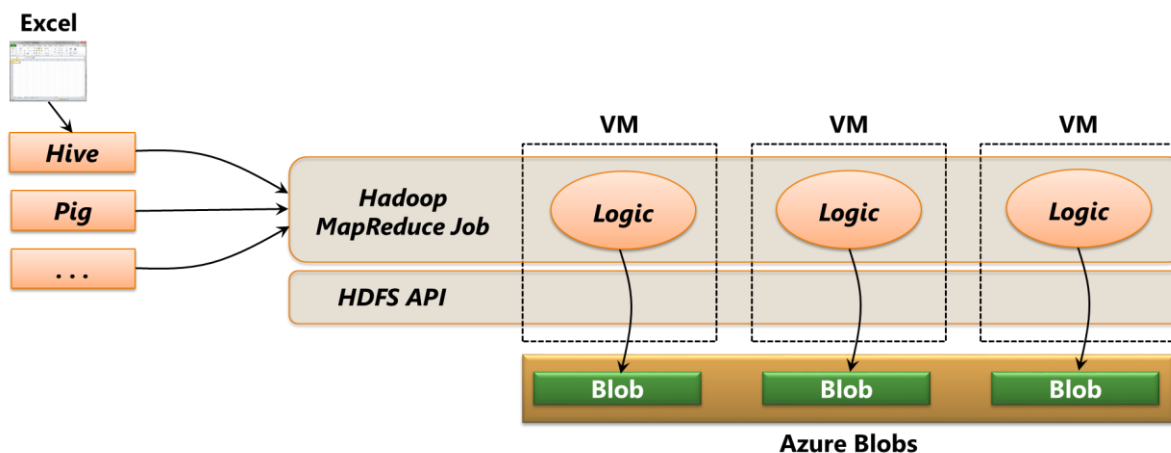 Excel
Hive
Pig
...
Hadoop
MapReduce Job
HDFS API
VM
VM
VM
Logic
Logic
Logic
Blob
Blob
Blob
Azure Blobs